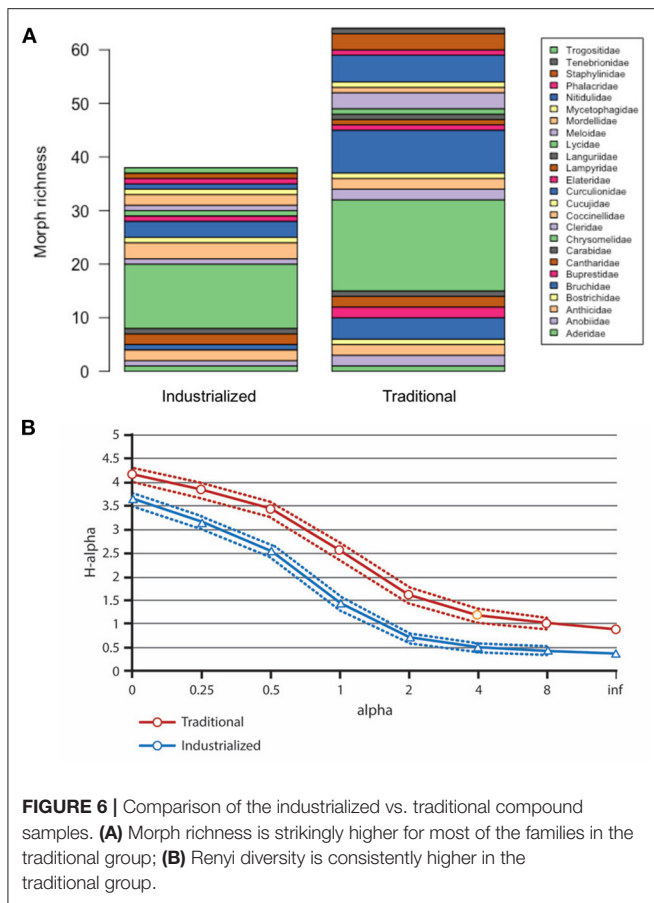 A
Morph richness
60
50
40
30
20
10
0
Industrialized
Traditional
Trogositidae
Tenebrionidae
Staphylinidae
Phalacridae
Nitidulidae
Mycetophagidae
Mordellidae
Meloidae
Lycidae
Languriidae
Lampyridae
Elateridae
Curculionidae
Cucujidae
Coccinellidae
Cleridae
Chrysomelidae
Carabidae
Cantharidae
Buprestidae
Bruchidae
Bostrichidae
Anthicidae
Anobiidae
Aderidae
B
H-alpha
5
4.5
4
3.5
3
2.5
2
1.5
1
0.5
0
0 0.25 0.5 1 2 4 8 inf
alpha
Traditional
Industrialized
FIGURE 6 | Comparison of the industrialized vs. traditional compound
samples. (A) Morph richness is strikingly higher for most of the families in the
traditional group; (B) Renyi diversity is consistently higher in the
traditional group.